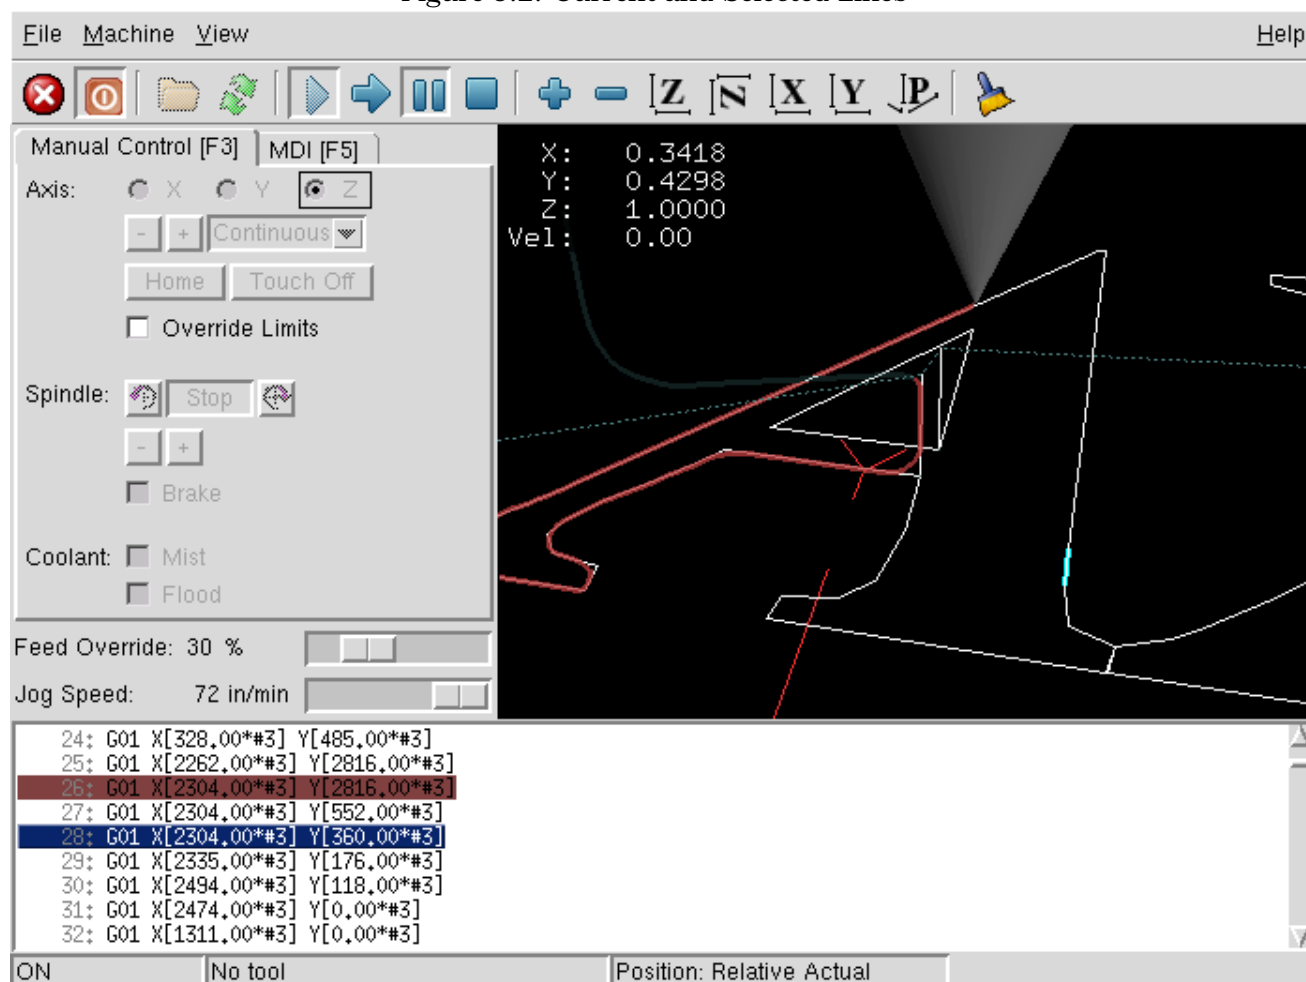 File Machine View Help
Z N X Y P
Manual Control [F3] MDI [F5]
Axis: X Y Z
- + Continuous
Home Touch Off
Override Limits
Spindle: Stop
- +
Brake
Coolant: Mist
Flood
Feed Override: 30 %
Jog Speed: 72 in/min
X: 0.3418
Y: 0.4298
Z: 1.0000
Vel: 0.00
24: G01 X[328.00*#3] Y[485.00*#3]
25: G01 X[2262.00*#3] Y[2816.00*#3]
26: G01 X[2304.00*#3] Y[2816.00*#3]
27: G01 X[2304.00*#3] Y[552.00*#3]
28: G01 X[2304.00*#3] Y[360.00*#3]
29: G01 X[2335.00*#3] Y[176.00*#3]
30: G01 X[2494.00*#3] Y[118.00*#3]
31: G01 X[2474.00*#3] Y[0.00*#3]
32: G01 X[1311.00*#3] Y[0.00*#3]
ON No tool Position: Relative Actual